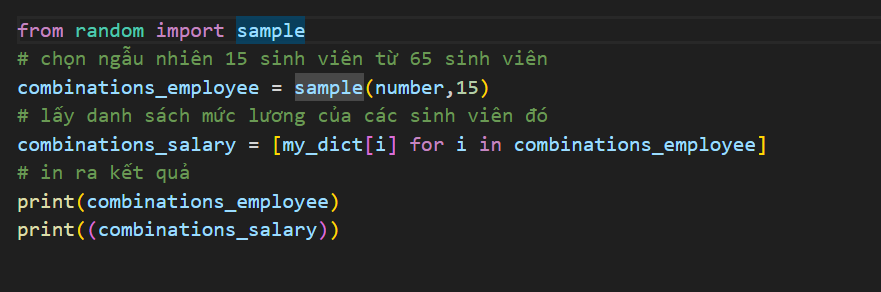 from random import sample
# chọn ngẫu nhiên 15 sinh viên từ 65 sinh viên
combinations_employee = sample(number,15)
# lấy danh sách mức lương của các sinh viên đó
combinations_salary = [my_dict[i] for i in combinations_employee]
# in ra kết quả
print(combinations_employee)
print((combinations_salary))